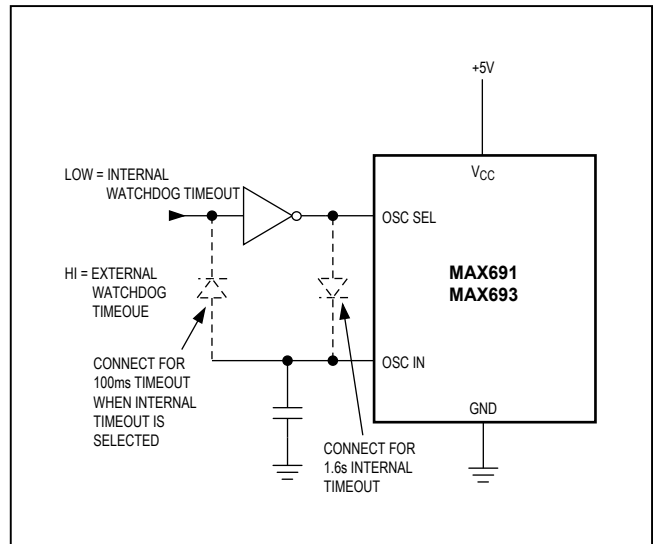 +5V
VCC
LOW = INTERNAL
WATCHDOG TIMEOUT
OSC SEL
MAX691
MAX693
HI = EXTERNAL
WATCHDOG
TIMEOUE
CONNECT FOR
100ms TIMEOUT
WHEN INTERNAL
TIMEOUT IS
SELECTED
OSC IN
GND
CONNECT FOR
1.6s INTERNAL
TIMEOUT